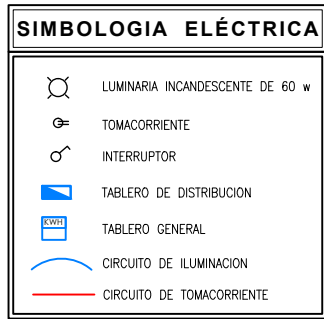 SIMBOLOGIA ELÉCTRICA
LUMINARIA INCANDESCENTE DE 60 w
TOMACORRIENTE
INTERRUPTOR
TABLERO DE DISTRIBUCION
KWH
TABLERO GENERAL
CIRCUITO DE ILUMINACION
CIRCUITO DE TOMACORRIENTE